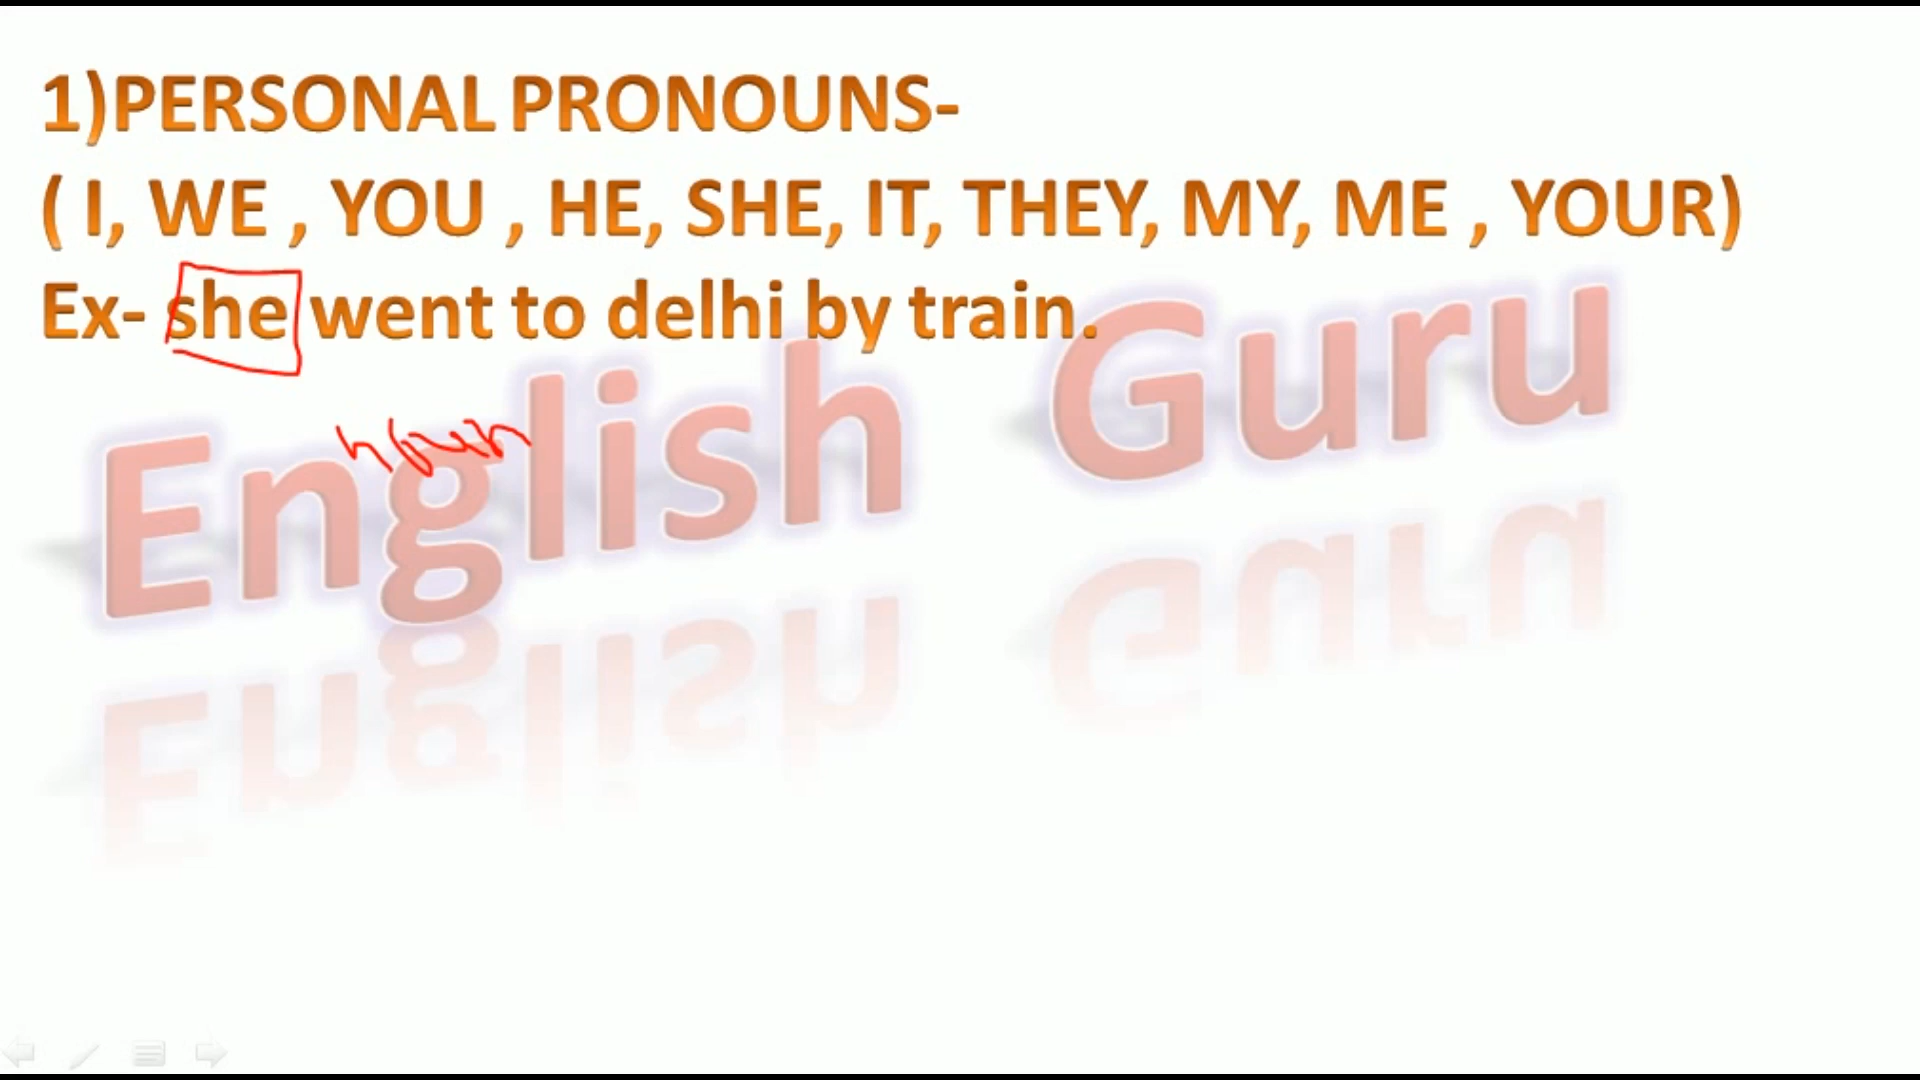 1)PERSONAL PRONOUNS-
( I, WE , YOU , HE, SHE, IT, THEY, MY, ME , YOUR)
Ex- she went to delhi by train.
noun
English Guru